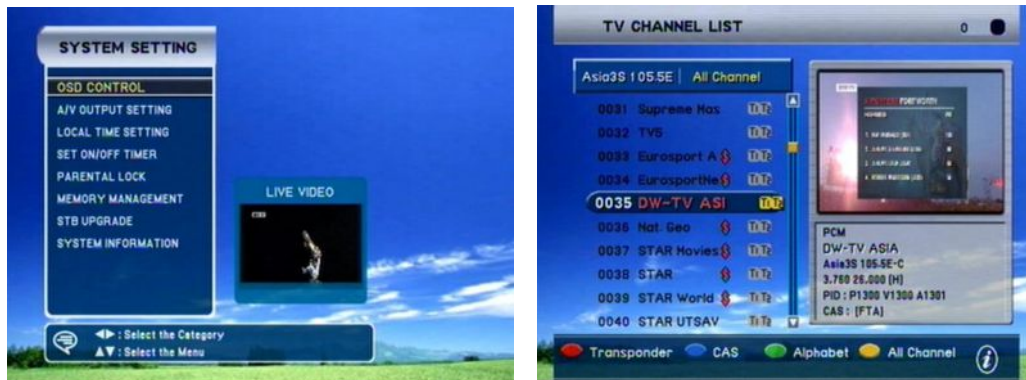 SYSTEM SETTING
OSD CONTROL
A/V OUTPUT SETTING
LOCAL TIME SETTING
SET ON/OFF TIMER
PARENTAL LOCK
MEMORY MANAGEMENT
STB UPGRADE
SYSTEM INFORMATION
LIVE VIDEO
: Select the Category
: Select the Menu
TV CHANNEL LIST
0
Asia3S 105.5E All Channel
0031 Supreme Mas
0032 TV5
0033 Eurosport A $
0034 EurosportNe $
0035 DW-TV ASI
0036 Nat. Geo $
0037 STAR Movies $
0038 STAR $
0039 STAR World $
0040 STAR UTSAV
PCM
DW-TV ASIA
Asia3S 105.5E-C
3.760 26.000 [H]
PID : P1300 V1300 A1301
CAS : [FTA]
Transponder CAS Alphabet All Channel i